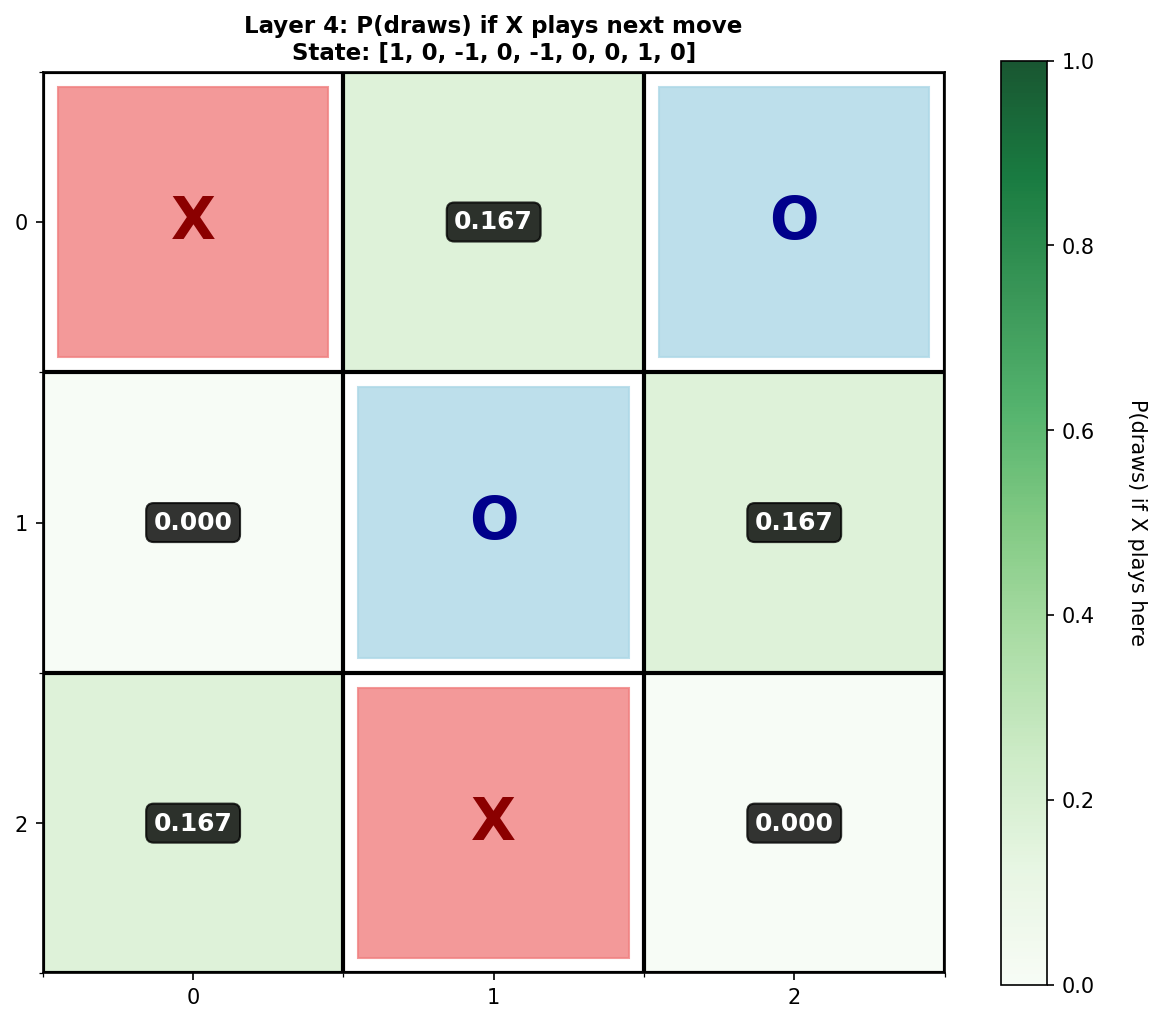 Layer 4: P(draws) if X plays next move
State: [1, 0, -1, 0, -1, 0, 0, 1, 0]
0
X
0.167
O
1
0.000
O
0.167
2
0.167
X
0.000
0
1
2
1.0
0.8
0.6
0.4
0.2
0.0
P(draws) if X plays here